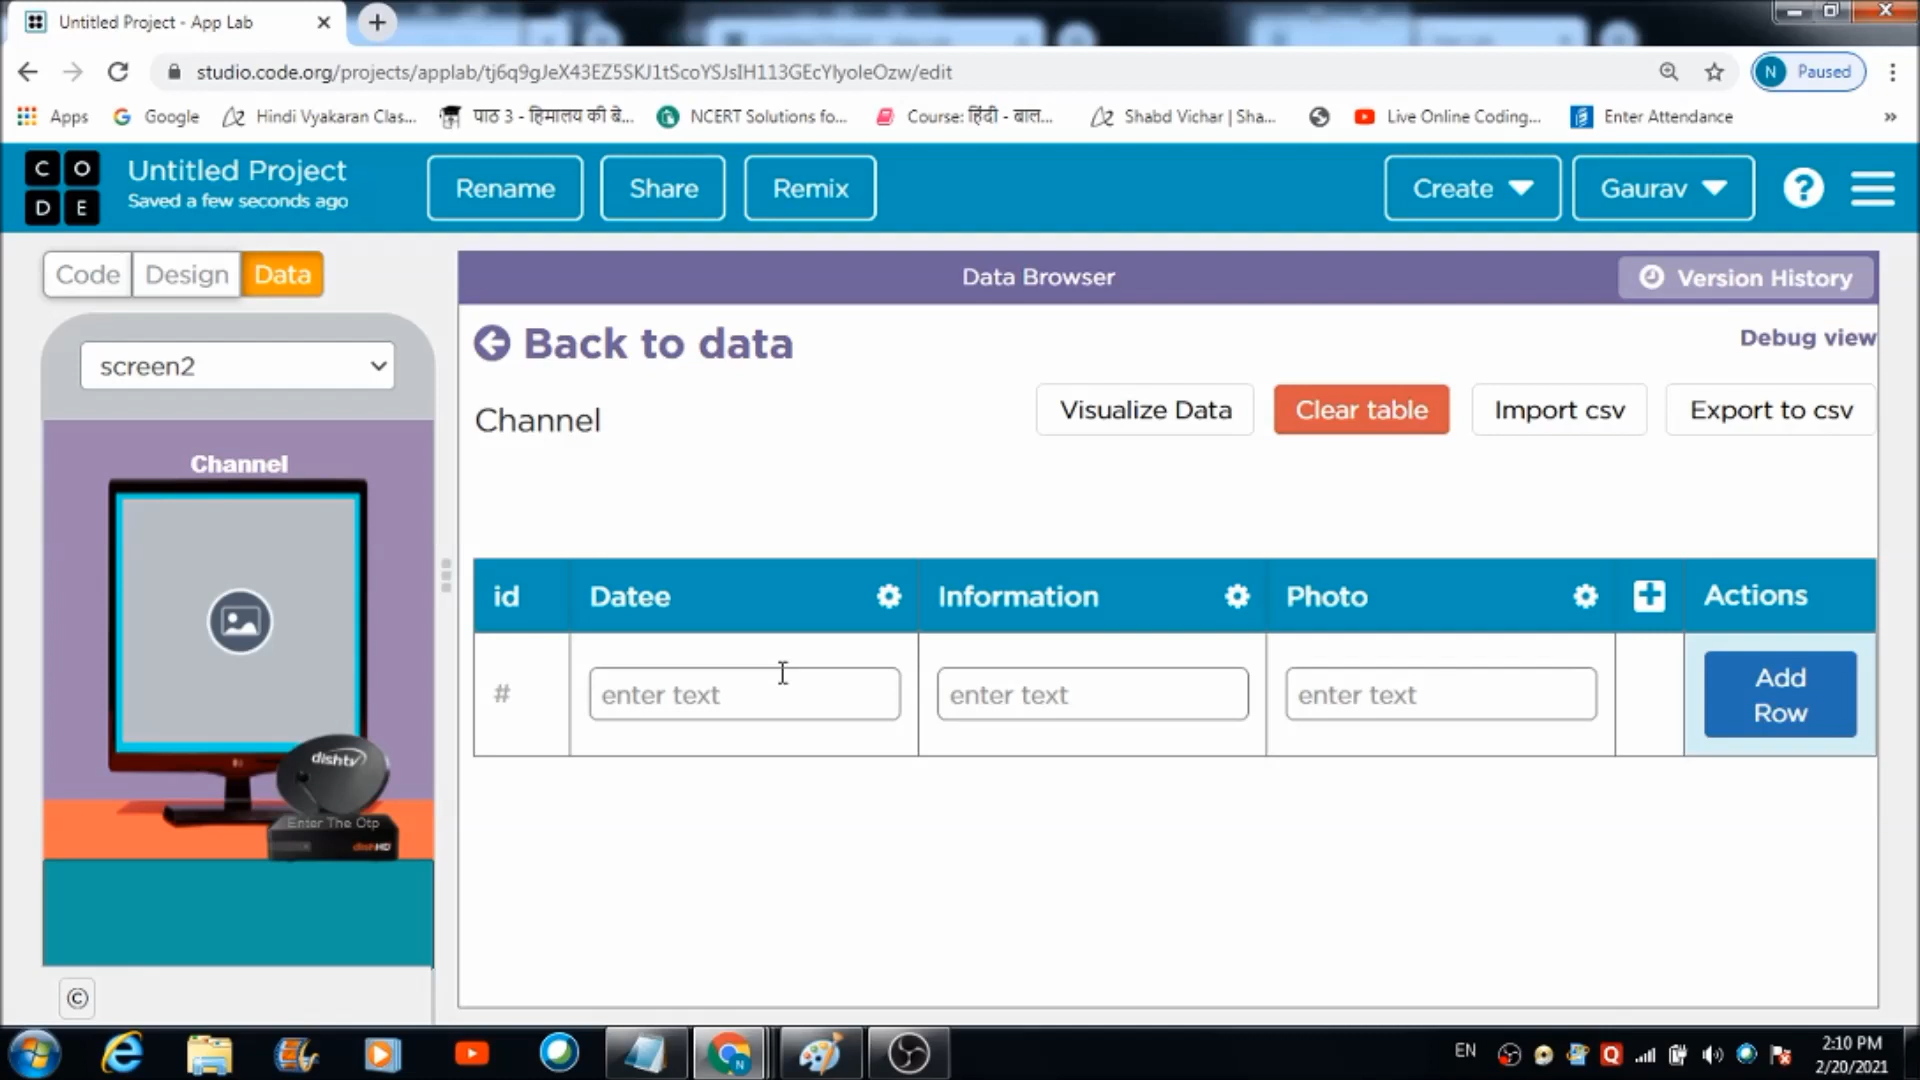 Untitled Project - App Lab
studio.code.org/projects/applab/tj6q9gJeX43EZ5SKJ1tScoYSJsIH113GEcYlyoleOzw/edit
N Paused
Apps Google Hindi Vyakaran Clas... पाठ 3 - हिमालय की बे... NCERT Solutions fo... Course: हिंदी - बाल... Shabd Vichar | Sha... Live Online Coding... Enter Attendance »
CODE
Untitled Project
Saved a few seconds ago
Rename Share Remix Create Gaurav ?
Code Design Data
Data Browser
Version History
screen2
Back to data
Debug view
Channel
Visualize Data Clear table Import csv Export to csv
Channel
id Datee Information Photo Actions
# enter text enter text enter text Add Row
dishtv
Enter The Otp
dishHD
©
EN
2:10 PM
2/20/2021